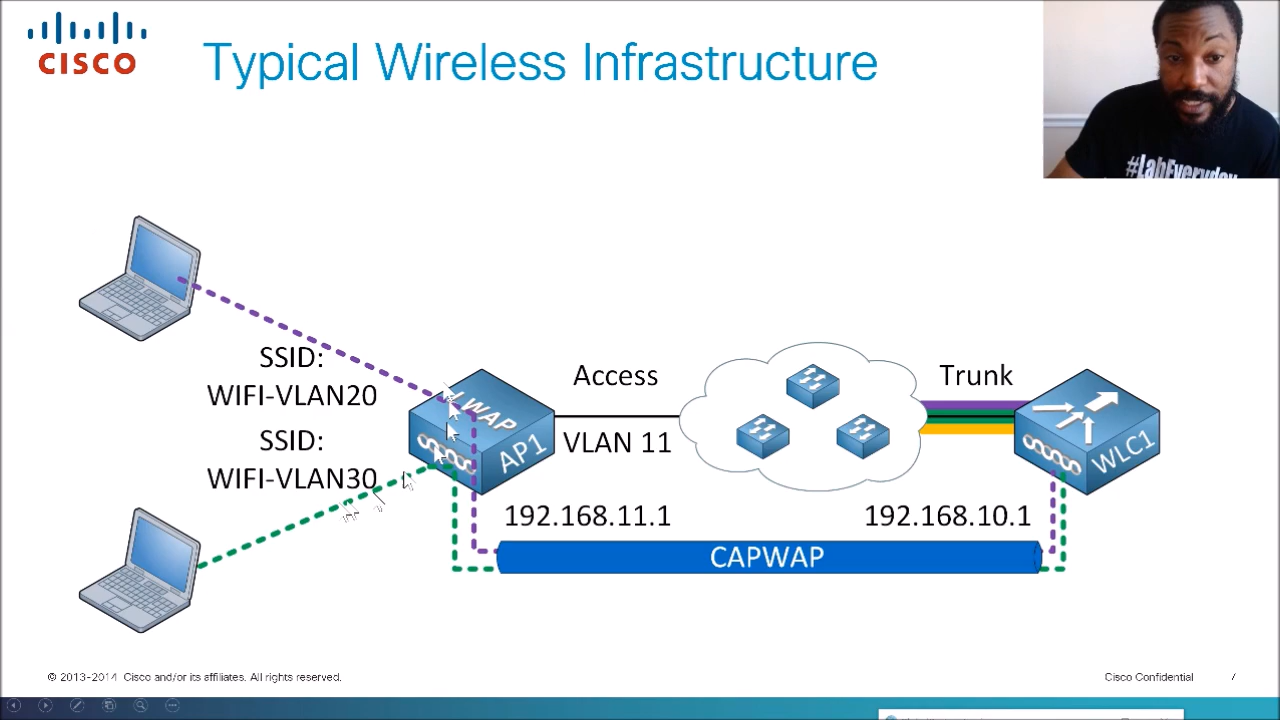 CISCO
Typical Wireless Infrastructure
#LabEveryday
SSID:
WIFI-VLAN20
SSID:
WIFI-VLAN30
LWAP
AP1
Access
VLAN 11
Trunk
WLC1
192.168.11.1
192.168.10.1
CAPWAP
© 2013-2014 Cisco and/or its affiliates. All rights reserved.
Cisco Confidential
7